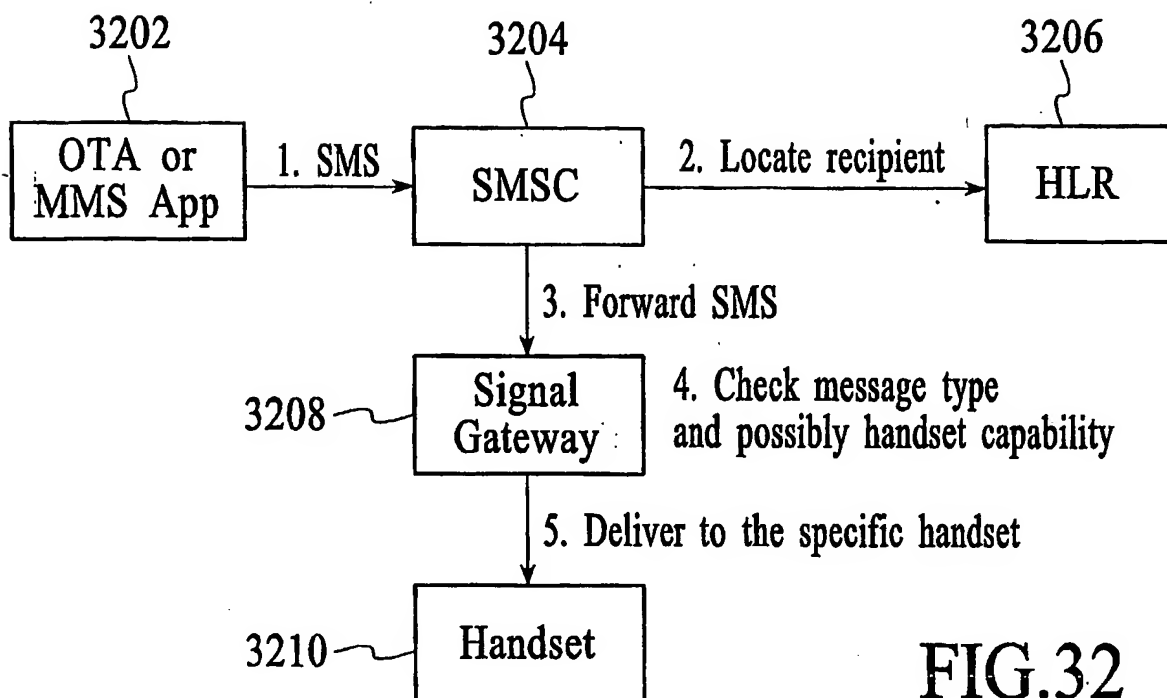 3202
3204
3206
OTA or
MMS App
1. SMS
SMSC
2. Locate recipient
HLR
3. Forward SMS
3208
Signal
Gateway
4. Check message type
and possibly handset capability
5. Deliver to the specific handset
3210
Handset
FIG.32